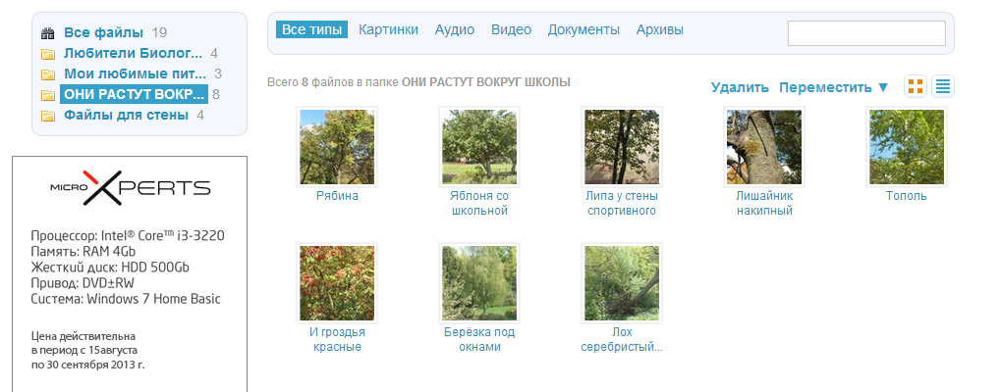 Все файлы 19
Любители Биолог... 4
Мои любимые пит... 3
ОНИ РАСТУТ ВОКР... 8
Файлы для стены 4
MICRO XPERTS
Процессор: Intel® Core™ i3-3220
Память: RAM 4Gb
Жесткий диск: HDD 500Gb
Привод: DVD±RW
Система: Windows 7 Home Basic
Цена действительна
в период с 15августа
по 30 сентября 2013 г.
Все типы Картинки Аудио Видео Документы Архивы
Всего 8 файлов в папке ОНИ РАСТУТ ВОКРУГ ШКОЛЫ
Удалить Переместить ▼
Рябина
Яблоня со
школьной
Липа у стены
спортивного
Лишайник
накипный
Тополь
И гроздья
красные
Берёзка под
окнами
Лох
серебристый...